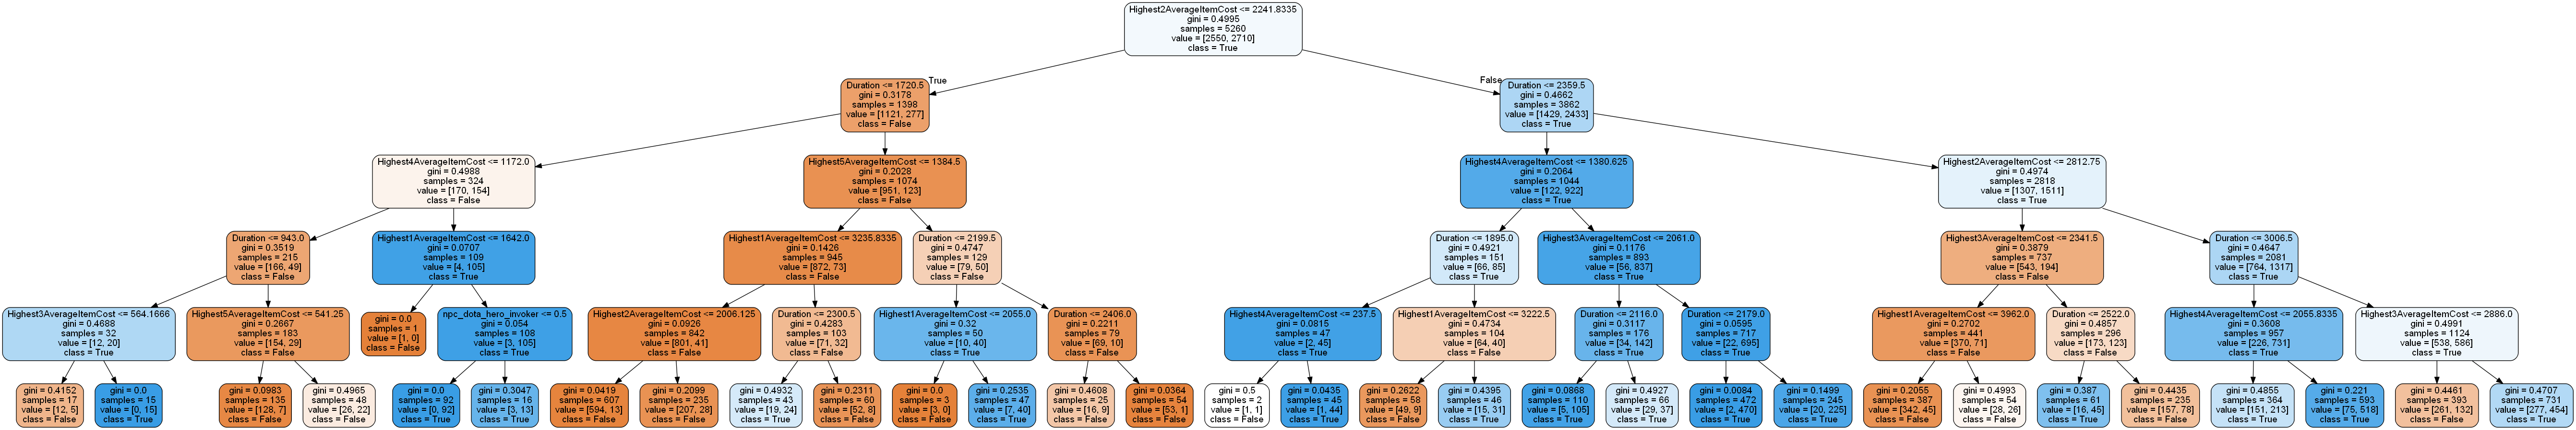 Highest2AverageItemCost <= 2241.8335
gini = 0.4995
samples = 5260
value = [2550, 2710]
class = True
True
False
Duration <= 1720.5
gini = 0.3178
samples = 1398
value = [1121, 277]
class = False
Duration <= 2359.5
gini = 0.4662
samples = 3862
value = [1429, 2433]
class = True
Highest4AverageItemCost <= 1172.0
gini = 0.4988
samples = 324
value = [170, 154]
class = False
Highest5AverageItemCost <= 1384.5
gini = 0.2028
samples = 1074
value = [951, 123]
class = False
Highest4AverageItemCost <= 1380.625
gini = 0.2064
samples = 1044
value = [122, 922]
class = True
Highest2AverageItemCost <= 2812.75
gini = 0.4974
samples = 2818
value = [1307, 1511]
class = True
Duration <= 943.0
gini = 0.3519
samples = 215
value = [166, 49]
class = False
Highest1AverageItemCost <= 1642.0
gini = 0.0707
samples = 109
value = [4, 105]
class = True
Highest1AverageItemCost <= 3235.8335
gini = 0.1426
samples = 945
value = [872, 73]
class = False
Duration <= 2199.5
gini = 0.4747
samples = 129
value = [79, 50]
class = False
Duration <= 1895.0
gini = 0.4921
samples = 151
value = [66, 85]
class = True
Highest3AverageItemCost <= 2061.0
gini = 0.1176
samples = 893
value = [56, 837]
class = True
Highest3AverageItemCost <= 2341.5
gini = 0.3879
samples = 737
value = [543, 194]
class = False
Duration <= 3006.5
gini = 0.4647
samples = 2081
value = [764, 1317]
class = True
Highest3AverageItemCost <= 564.1666
gini = 0.4688
samples = 32
value = [12, 20]
class = True
Highest5AverageItemCost <= 541.25
gini = 0.2667
samples = 183
value = [154, 29]
class = False
gini = 0.0
samples = 1
value = [1, 0]
class = False
npc_dota_hero_invoker <= 0.5
gini = 0.054
samples = 108
value = [3, 105]
class = True
Highest2AverageItemCost <= 2006.125
gini = 0.0926
samples = 842
value = [801, 41]
class = False
Duration <= 2300.5
gini = 0.4283
samples = 103
value = [71, 32]
class = False
Highest1AverageItemCost <= 2055.0
gini = 0.32
samples = 50
value = [10, 40]
class = True
Duration <= 2406.0
gini = 0.2211
samples = 79
value = [69, 10]
class = False
Highest4AverageItemCost <= 237.5
gini = 0.0815
samples = 47
value = [2, 45]
class = True
Highest1AverageItemCost <= 3222.5
gini = 0.4734
samples = 104
value = [64, 40]
class = False
Duration <= 2116.0
gini = 0.3117
samples = 176
value = [34, 142]
class = True
Duration <= 2179.0
gini = 0.0595
samples = 717
value = [22, 695]
class = True
Highest1AverageItemCost <= 3962.0
gini = 0.2702
samples = 441
value = [370, 71]
class = False
Duration <= 2522.0
gini = 0.4857
samples = 296
value = [173, 123]
class = False
Highest4AverageItemCost <= 2055.8335
gini = 0.3608
samples = 957
value = [226, 731]
class = True
Highest3AverageItemCost <= 2886.0
gini = 0.4991
samples = 1124
value = [538, 586]
class = True
gini = 0.4152
samples = 17
value = [12, 5]
class = False
gini = 0.0
samples = 15
value = [0, 15]
class = True
gini = 0.0983
samples = 135
value = [128, 7]
class = False
gini = 0.4965
samples = 48
value = [26, 22]
class = False
gini = 0.0
samples = 92
value = [0, 92]
class = True
gini = 0.3047
samples = 16
value = [3, 13]
class = True
gini = 0.0419
samples = 607
value = [594, 13]
class = False
gini = 0.2099
samples = 235
value = [207, 28]
class = False
gini = 0.4932
samples = 43
value = [19, 24]
class = True
gini = 0.2311
samples = 60
value = [52, 8]
class = False
gini = 0.0
samples = 3
value = [3, 0]
class = False
gini = 0.2535
samples = 47
value = [7, 40]
class = True
gini = 0.4608
samples = 25
value = [16, 9]
class = False
gini = 0.0364
samples = 54
value = [53, 1]
class = False
gini = 0.5
samples = 2
value = [1, 1]
class = False
gini = 0.0435
samples = 45
value = [1, 44]
class = True
gini = 0.2622
samples = 58
value = [49, 9]
class = False
gini = 0.4395
samples = 46
value = [15, 31]
class = True
gini = 0.0868
samples = 110
value = [5, 105]
class = True
gini = 0.4927
samples = 66
value = [29, 37]
class = True
gini = 0.0084
samples = 472
value = [2, 470]
class = True
gini = 0.1499
samples = 245
value = [20, 225]
class = True
gini = 0.2055
samples = 387
value = [342, 45]
class = False
gini = 0.4993
samples = 54
value = [28, 26]
class = False
gini = 0.387
samples = 61
value = [16, 45]
class = True
gini = 0.4435
samples = 235
value = [157, 78]
class = False
gini = 0.4855
samples = 364
value = [151, 213]
class = True
gini = 0.221
samples = 593
value = [75, 518]
class = True
gini = 0.4461
samples = 393
value = [261, 132]
class = False
gini = 0.4707
samples = 731
value = [277, 454]
class = True